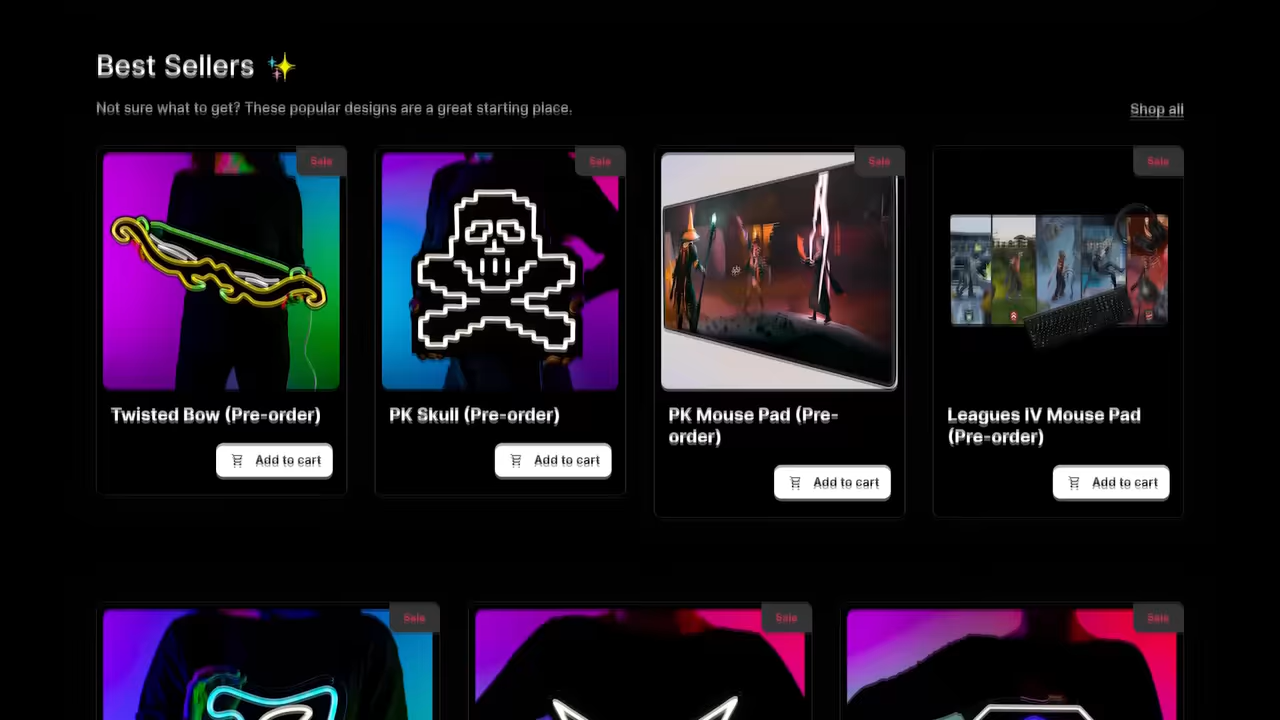 Best Sellers ✨
Not sure what to get? These popular designs are a great starting place.
Shop all
Sale
Sale
Sale
Sale
Twisted Bow (Pre-order)
Add to cart
PK Skull (Pre-order)
Add to cart
PK Mouse Pad (Pre-
order)
Add to cart
Leagues IV Mouse Pad
(Pre-order)
Add to cart
Sale
Sale
Sale